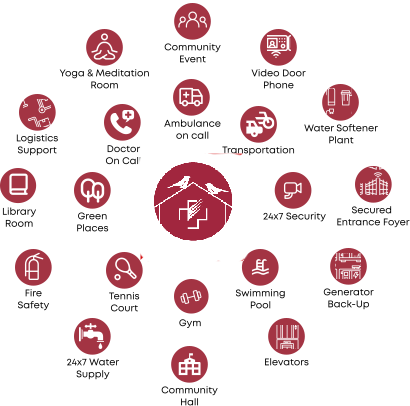 Community
Event
Yoga & Meditation
Room
Video Door
Phone
Logistics
Support
Doctor
On Cal
Ambulance
on call
Transportation
Water Softener
Plant
Library
Room
Green
Places
24x7 Security
Secured
Entrance Foyer
Fire
Safety
Tennis
Court
Gym
Swimming
Pool
Generator
Back-Up
24x7 Water
Supply
Community
Hall
Elevators